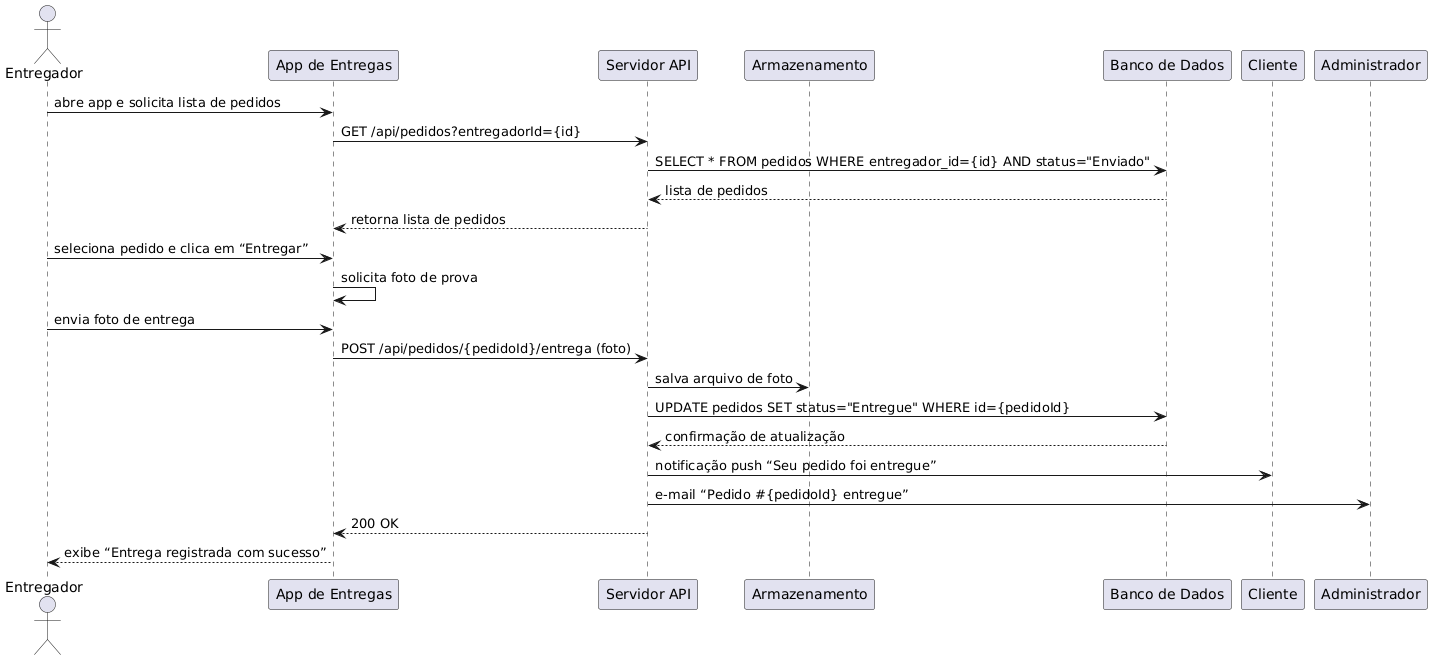 Entregador
App de Entregas
Servidor API
Armazenamento
Banco de Dados
Cliente
Administrador
abre app e solicita lista de pedidos
GET /api/pedidos?entregadorId={id}
SELECT * FROM pedidos WHERE entregador_id={id} AND status="Enviado"
lista de pedidos
retorna lista de pedidos
seleciona pedido e clica em “Entregar”
solicita foto de prova
envia foto de entrega
POST /api/pedidos/{pedidoId}/entrega (foto)
salva arquivo de foto
UPDATE pedidos SET status="Entregue" WHERE id={pedidoId}
confirmação de atualização
notificação push “Seu pedido foi entregue”
e-mail “Pedido #{pedidoId} entregue”
200 OK
exibe “Entrega registrada com sucesso”
Entregador
App de Entregas
Servidor API
Armazenamento
Banco de Dados
Cliente
Administrador